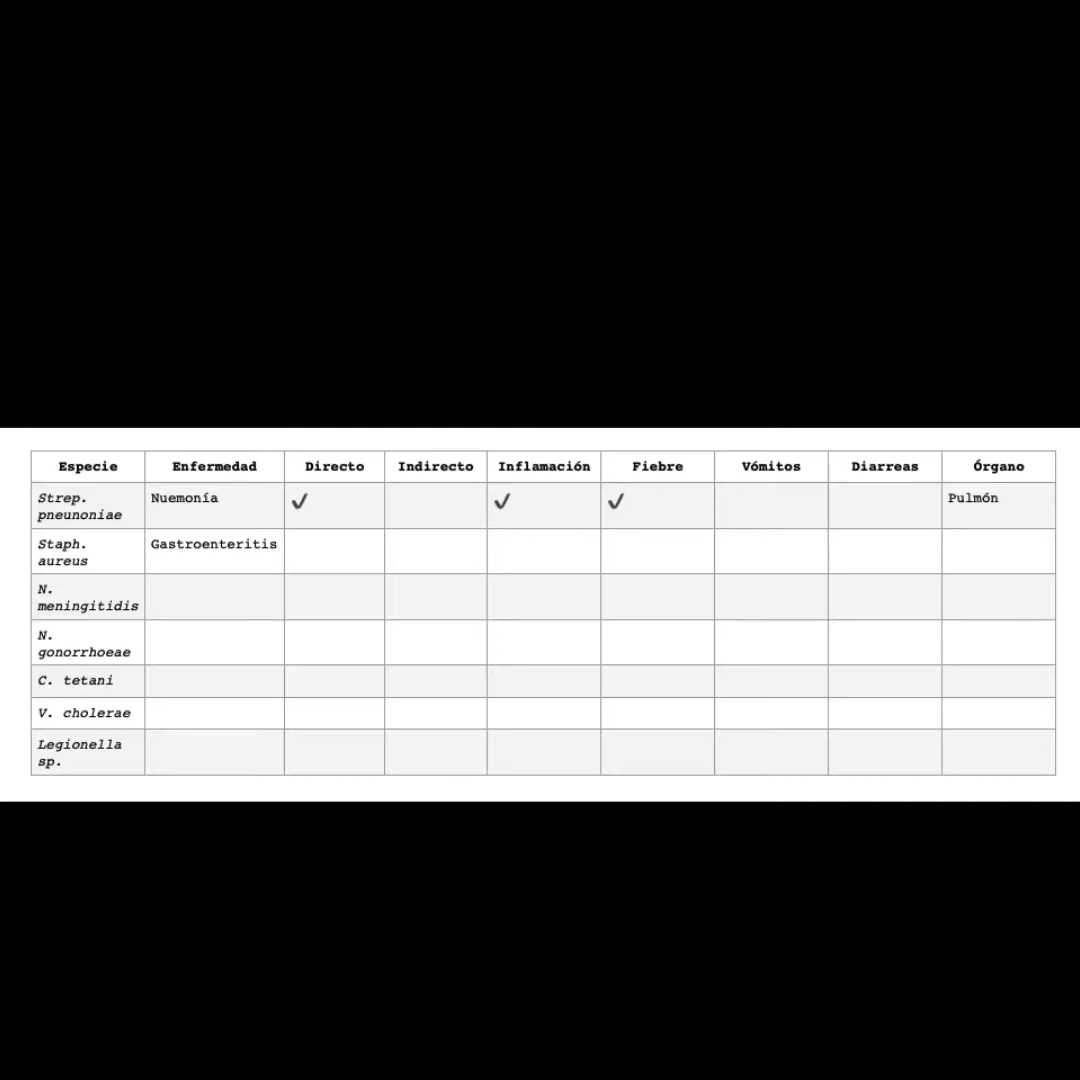 Especie Enfermedad Directo Indirecto Inflamación Fiebre Vómitos Diarreas Órgano
Strep. Nuemonía ✓ ✓ ✓ Pulmón
pneunoniae
Staph. Gastroenteritis
aureus
N.
meningitidis
N.
gonorrhoeae
C. tetani
V. cholerae
Legionella
sp.